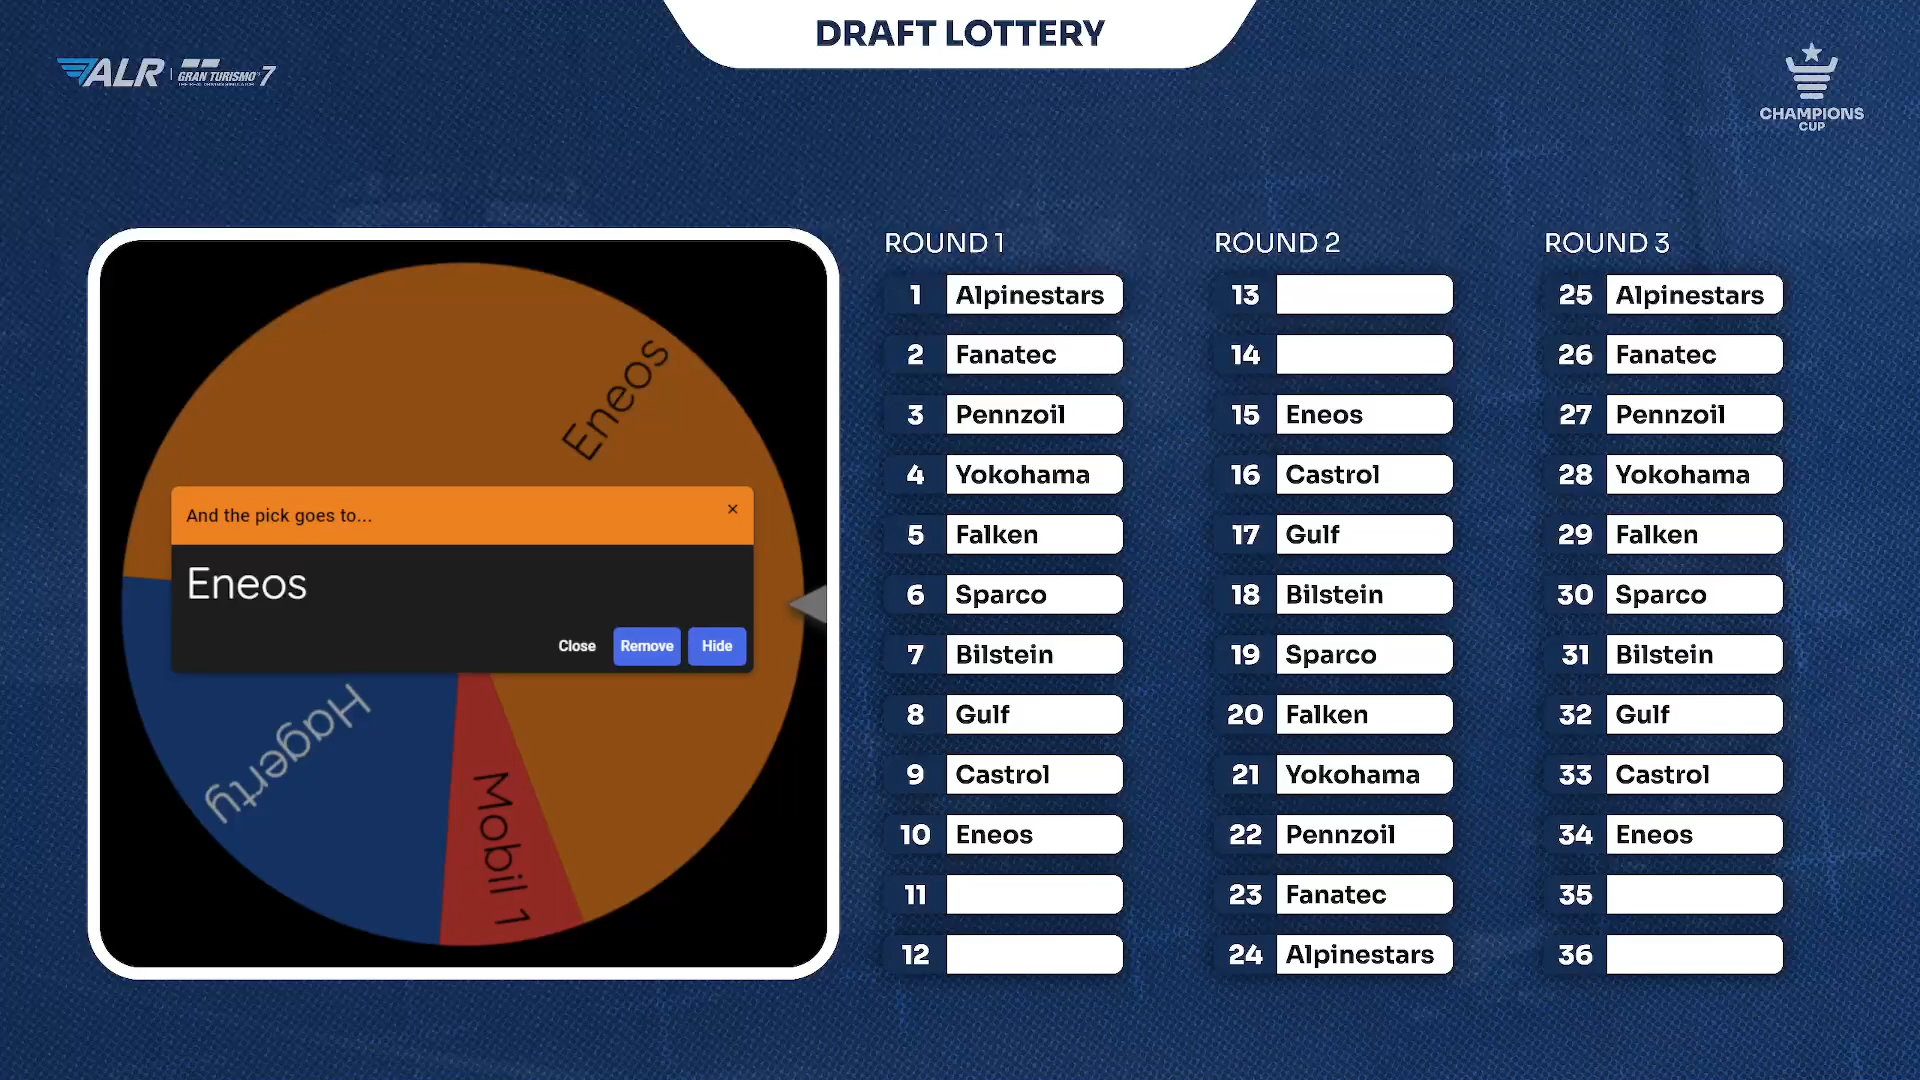 DRAFT LOTTERY
ALR
GRAN TURISMO 7
CHAMPIONS
CUP
Eneos
And the pick goes to...
×
Eneos
Close
Remove
Hide
Hagerty
Mobil 1
ROUND 1
1 Alpinestars
2 Fanatec
3 Pennzoil
4 Yokohama
5 Falken
6 Sparco
7 Bilstein
8 Gulf
9 Castrol
10 Eneos
11
12
ROUND 2
13
14
15 Eneos
16 Castrol
17 Gulf
18 Bilstein
19 Sparco
20 Falken
21 Yokohama
22 Pennzoil
23 Fanatec
24 Alpinestars
ROUND 3
25 Alpinestars
26 Fanatec
27 Pennzoil
28 Yokohama
29 Falken
30 Sparco
31 Bilstein
32 Gulf
33 Castrol
34 Eneos
35
36